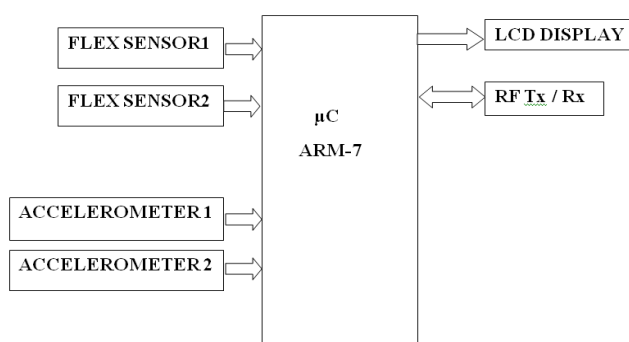 FLEX SENSOR1
FLEX SENSOR2
ACCELEROMETER 1
ACCELEROMETER 2
µC
ARM-7
LCD DISPLAY
RF Tx / Rx